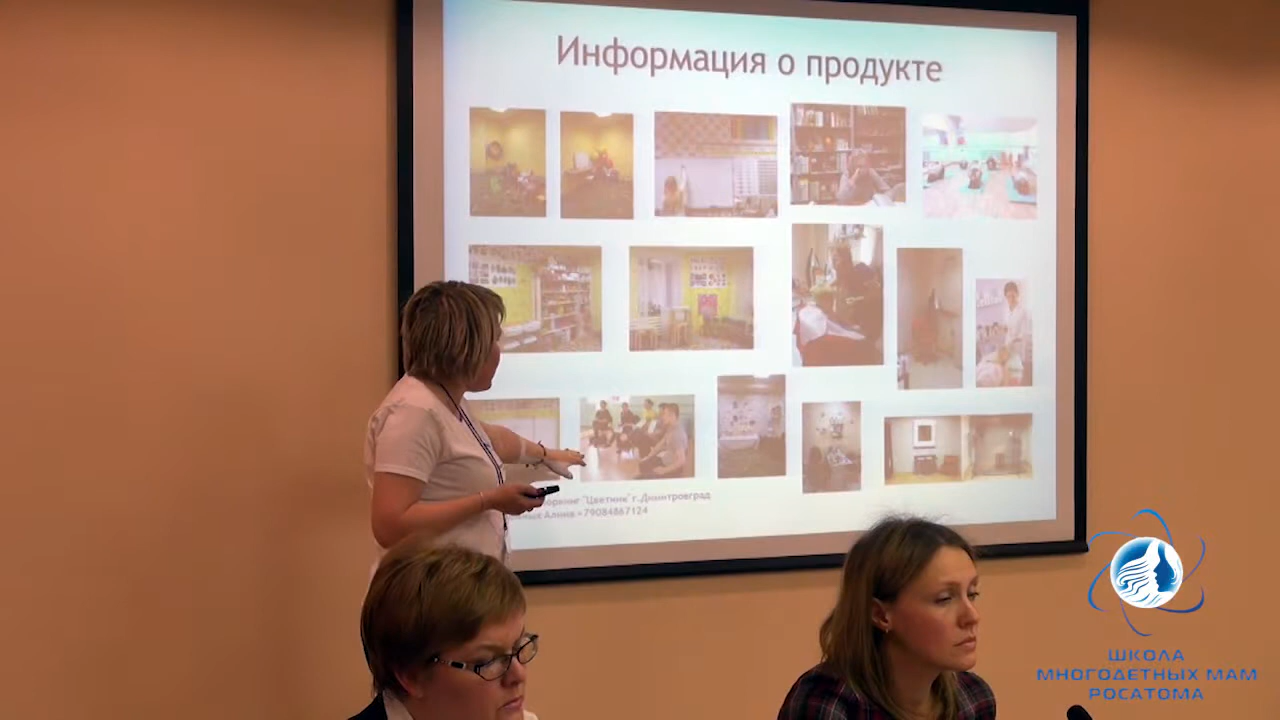 Информация о продукте
"Цветник" г.Димитровград
+79084867124
ШКОЛА
МНОГОДЕТНЫХ МАМ
РОСАТОМА